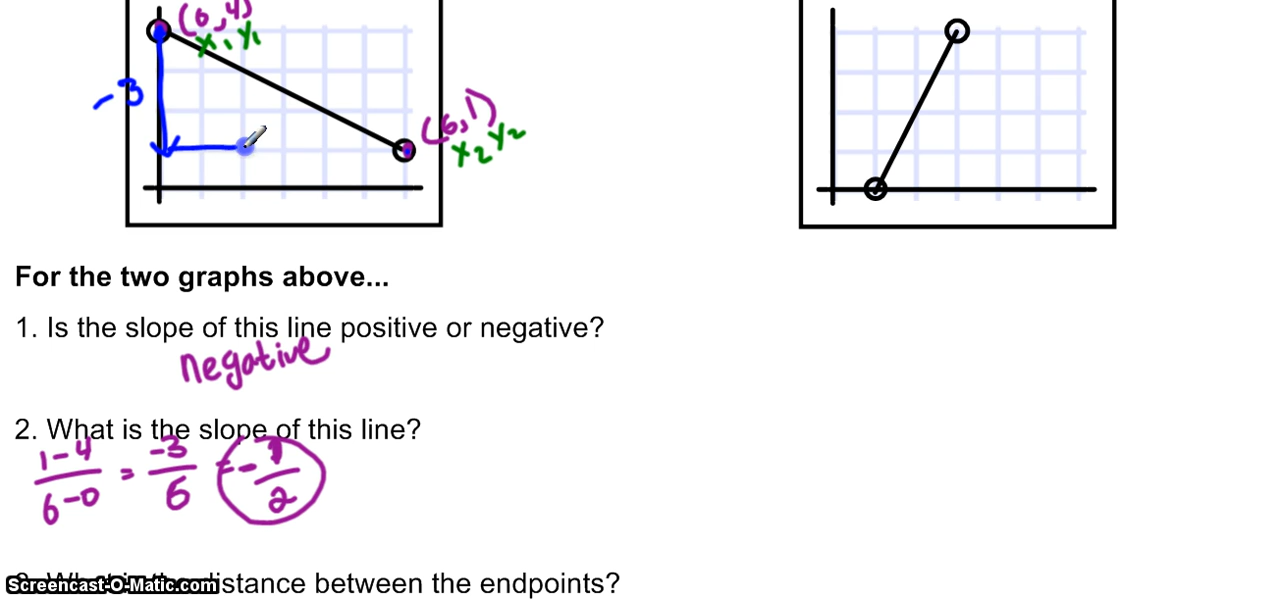 (0,4)
x1 y1
-3
(6,1)
x2 y2
For the two graphs above...
1. Is the slope of this line positive or negative?
negative
2. What is the slope of this line?
1-4/6-0 = -3/6 = -1/2
Screencast-O-Matic.com
distance between the endpoints?